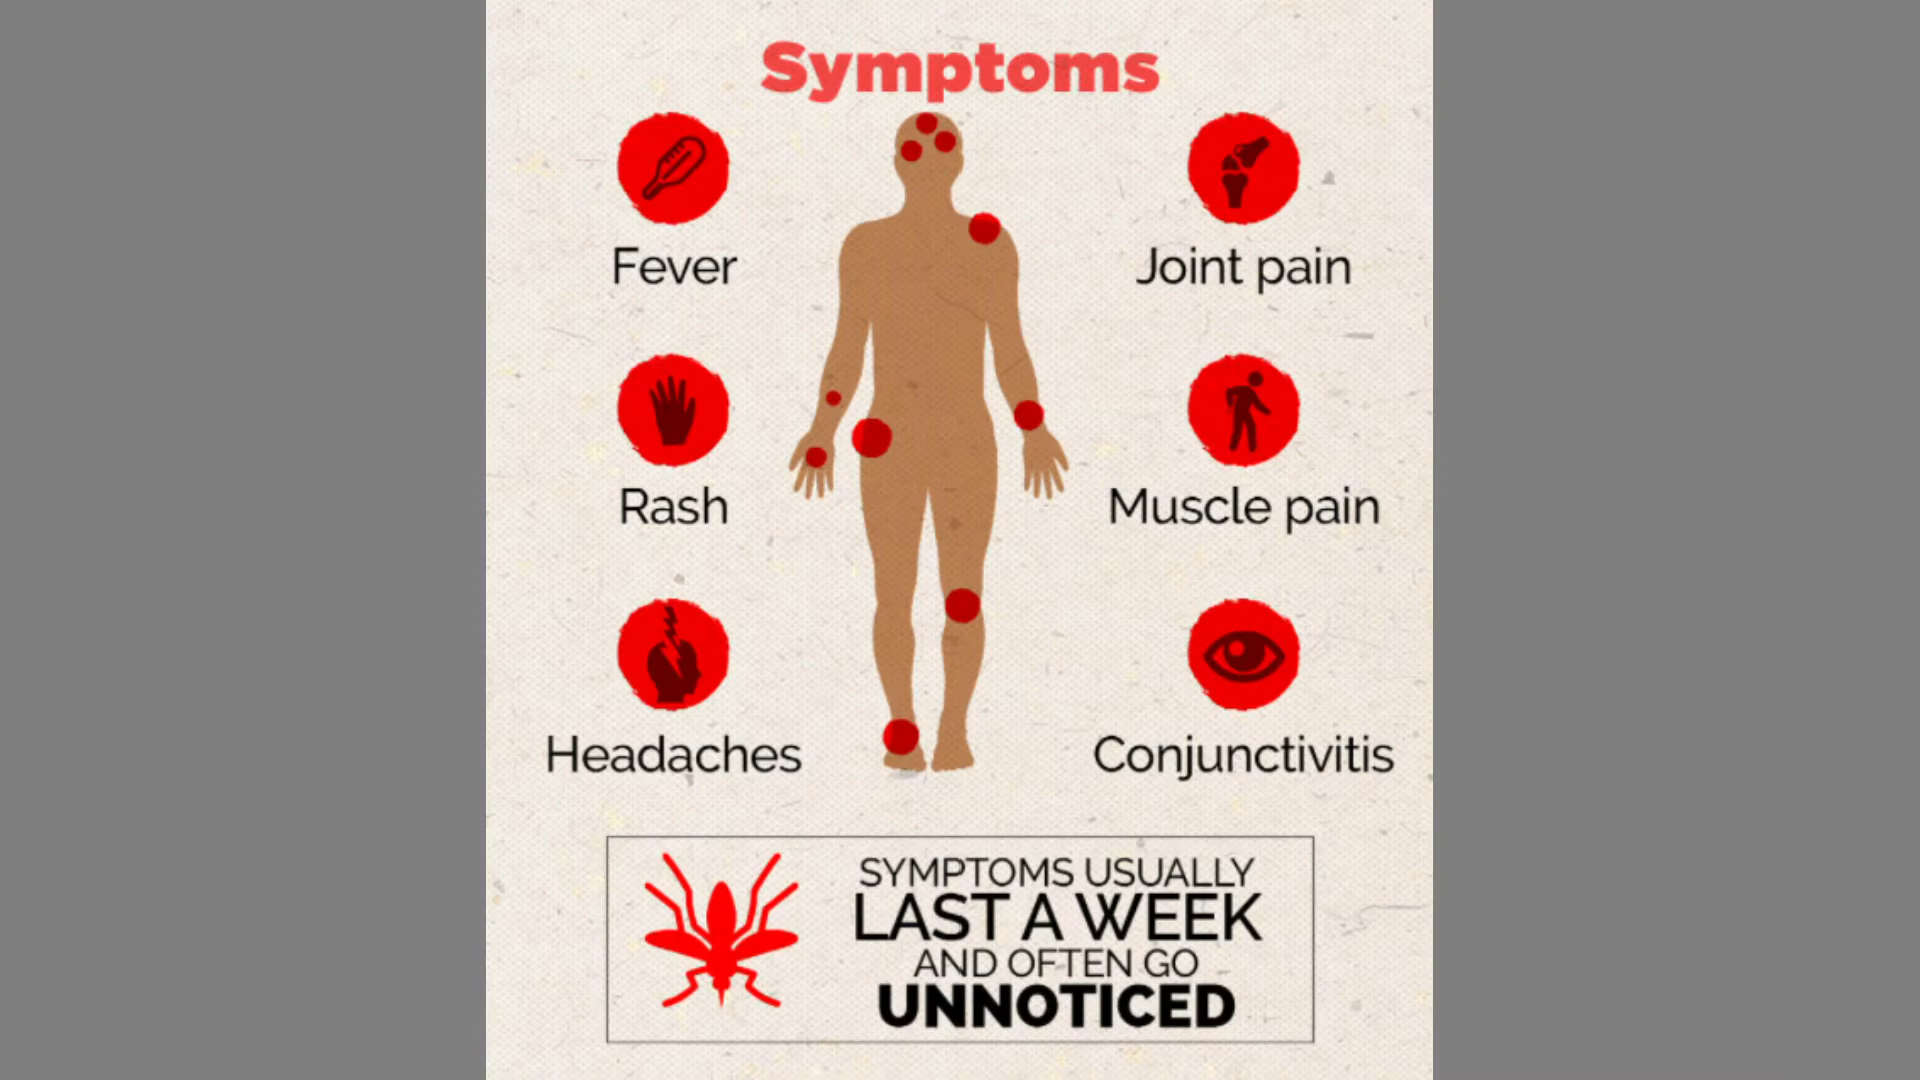 Symptoms
Fever
Joint pain
Rash
Muscle pain
Headaches
Conjunctivitis
SYMPTOMS USUALLY
LAST A WEEK
AND OFTEN GO
UNNOTICED